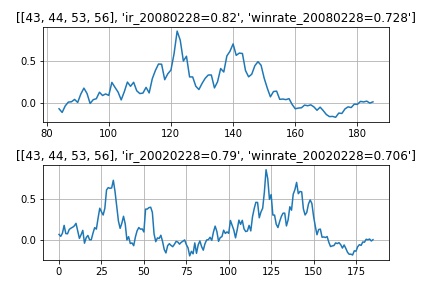 [[43, 44, 53, 56], 'ir_20080228=0.82', 'winrate_20080228=0.728']
0.5
0.0
80 100 120 140 160 180
[[43, 44, 53, 56], 'ir_20020228=0.79', 'winrate_20020228=0.706']
0.5
0.0
0 25 50 75 100 125 150 175